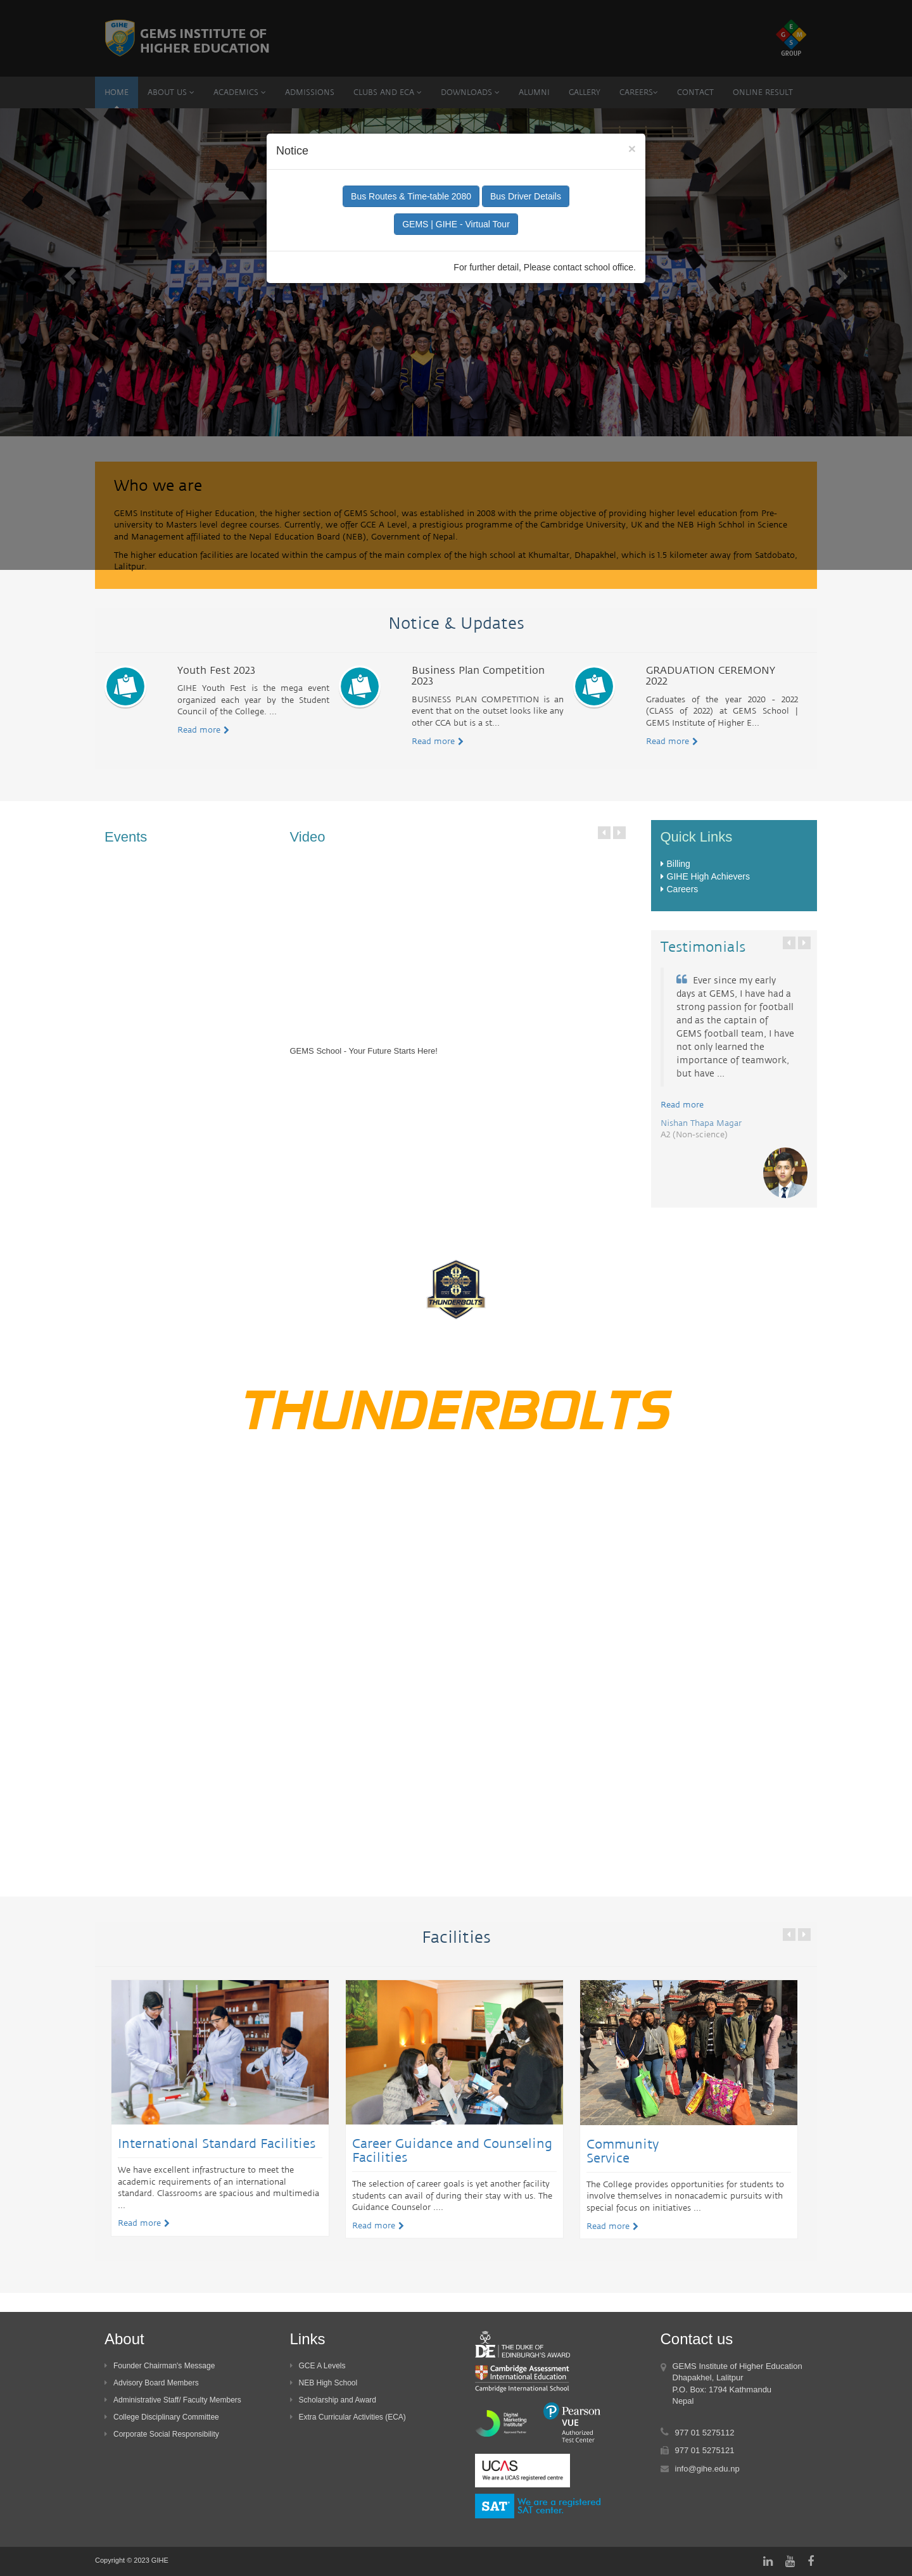 GIHE
GEMS INSTITUTE OF
HIGHER EDUCATION
G E M S
GROUP
HOME ABOUT US ACADEMICS ADMISSIONS CLUBS AND ECA DOWNLOADS ALUMNI GALLERY CAREERS CONTACT ONLINE RESULT
Notice ×
Bus Routes & Time-table 2080 Bus Driver Details
GEMS | GIHE - Virtual Tour
For further detail, Please contact school office.
Who we are
GEMS Institute of Higher Education, the higher section of GEMS School, was established in 2008 with the prime objective of providing higher level education from Pre-
university to Masters level degree courses. Currently, we offer GCE A Level, a prestigious programme of the Cambridge University, UK and the NEB High Schhol in Science
and Management affiliated to the Nepal Education Board (NEB), Government of Nepal.
The higher education facilities are located within the campus of the main complex of the high school at Khumaltar, Dhapakhel, which is 1.5 kilometer away from Satdobato,
Lalitpur.
Notice & Updates
Youth Fest 2023
GIHE Youth Fest is the mega event
organized each year by the Student
Council of the College. ...
Read more
Business Plan Competition
2023
BUSINESS PLAN COMPETITION is an
event that on the outset looks like any
other CCA but is a st...
Read more
GRADUATION CEREMONY
2022
Graduates of the year 2020 - 2022
(CLASS of 2022) at GEMS School |
GEMS Institute of Higher E...
Read more
Events
Video
GEMS School - Your Future Starts Here!
Quick Links
Billing
GIHE High Achievers
Careers
Testimonials
Ever since my early
days at GEMS, I have had a
strong passion for football
and as the captain of
GEMS football team, I have
not only learned the
importance of teamwork,
but have ...
Read more
Nishan Thapa Magar
A2 (Non-science)
THUNDERBOLTS
THUNDERBOLTS
Facilities
International Standard Facilities
We have excellent infrastructure to meet the
academic requirements of an international
standard. Classrooms are spacious and multimedia
...
Read more
Career Guidance and Counseling
Facilities
The selection of career goals is yet another facility
students can avail of during their stay with us. The
Guidance Counselor ....
Read more
Community
Service
The College provides opportunities for students to
involve themselves in nonacademic pursuits with
special focus on initiatives ...
Read more
About
Founder Chairman's Message
Advisory Board Members
Administrative Staff/ Faculty Members
College Disciplinary Committee
Corporate Social Responsibility
Links
GCE A Levels
NEB High School
Scholarship and Award
Extra Curricular Activities (ECA)
DE THE DUKE OF
EDINBURGH'S AWARD
Cambridge Assessment
International Education
Cambridge International School
Digital
Marketing
Institute
Pearson
VUE
Authorized
Test Center
UCAS
We are a UCAS registered centre
SAT We are a registered
SAT center.
Contact us
GEMS Institute of Higher Education
Dhapakhel, Lalitpur
P.O. Box: 1794 Kathmandu
Nepal
977 01 5275112
977 01 5275121
info@gihe.edu.np
Copyright © 2023 GIHE